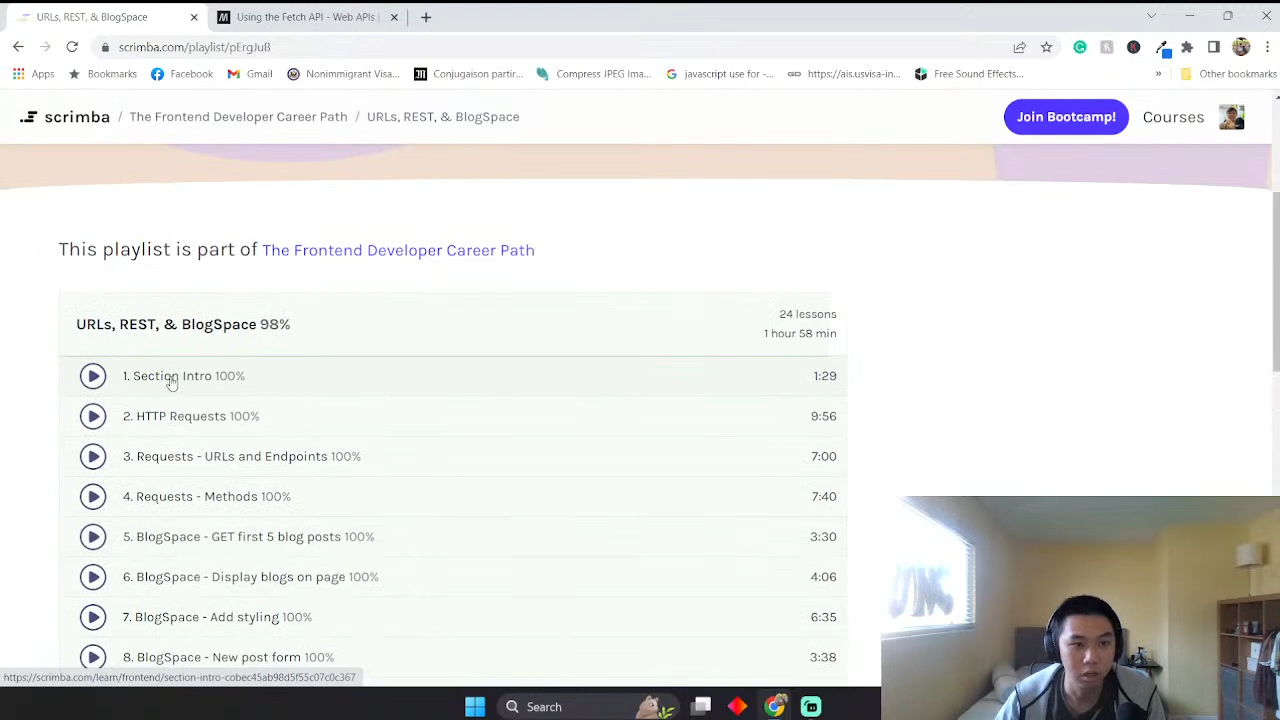 URLs, REST, & BlogSpace
Using the Fetch API - Web APIs |
scrimba.com/playlist/pErgJuB
Apps Bookmarks Facebook Gmail Nonimmigrant Visa... Conjugaison partir... Compress JPEG Ima... javascript use for -... https://ais.usvisa-in... Free Sound Effects... » Other bookmarks
scrimba / The Frontend Developer Career Path / URLs, REST, & BlogSpace Join Bootcamp! Courses
This playlist is part of The Frontend Developer Career Path
URLs, REST, & BlogSpace 98%
24 lessons
1 hour 58 min
1. Section Intro 100% 1:29
2. HTTP Requests 100% 9:56
3. Requests - URLs and Endpoints 100% 7:00
4. Requests - Methods 100% 7:40
5. BlogSpace - GET first 5 blog posts 100% 3:30
6. BlogSpace - Display blogs on page 100% 4:06
7. BlogSpace - Add styling 100% 6:35
8. BlogSpace - New post form 100% 3:38
https://scrimba.com/learn/frontend/section-intro-cobec45ab98d5f55c07c0c367
Search